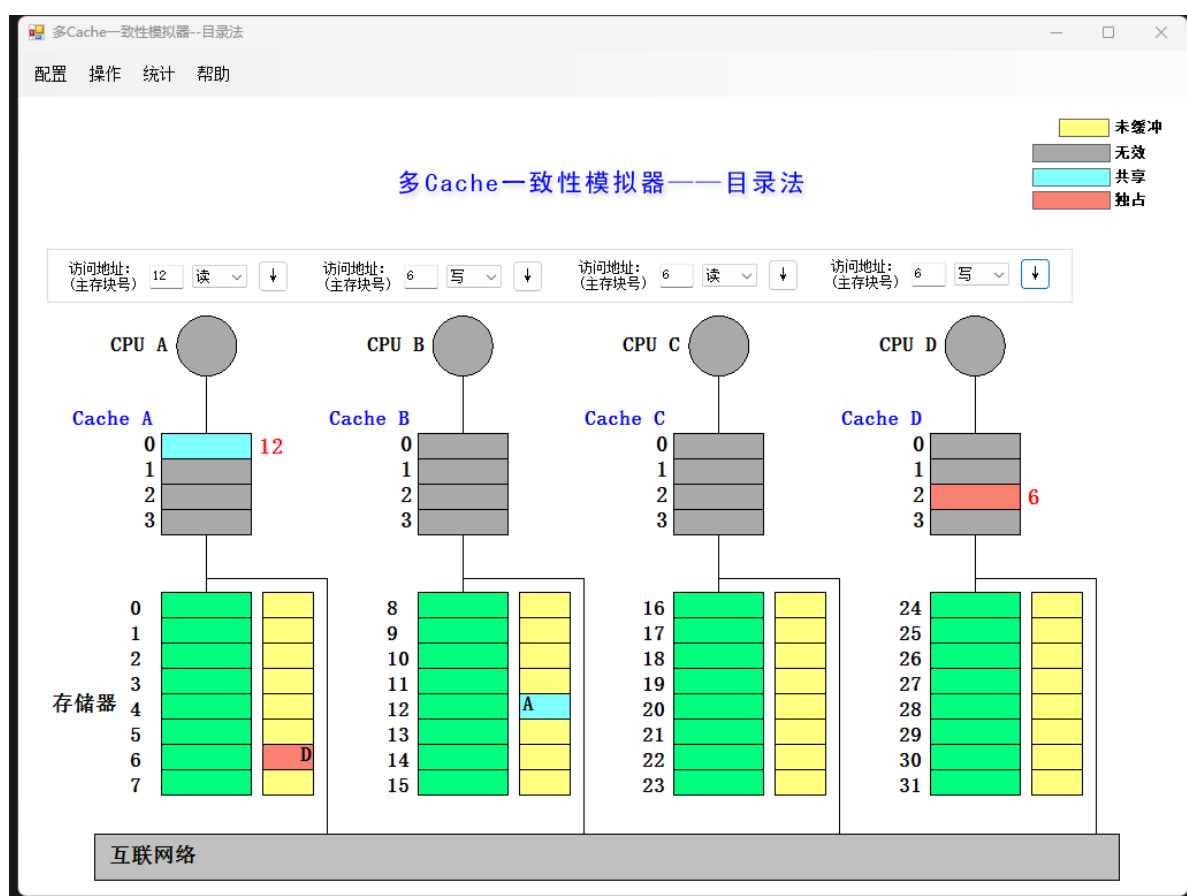 多Cache一致性模拟器--目录法
配置 操作 统计 帮助
未缓冲
无效
共享
独占
多Cache一致性模拟器——目录法
访问地址: 访问地址: 访问地址: 访问地址:
(主存块号) 12 读 ↓ (主存块号) 6 写 ↓ (主存块号) 6 读 ↓ (主存块号) 6 写 ↓
CPU A CPU B CPU C CPU D
Cache A Cache B Cache C Cache D
0 12 0 0 0
1 1 1 1
2 2 2 2 6
3 3 3 3
0 8 16 24
1 9 17 25
2 10 18 26
3 11 19 27
存储器 4 12 A 20 28
5 13 21 29
6 D 14 22 30
7 15 23 31
互联网络